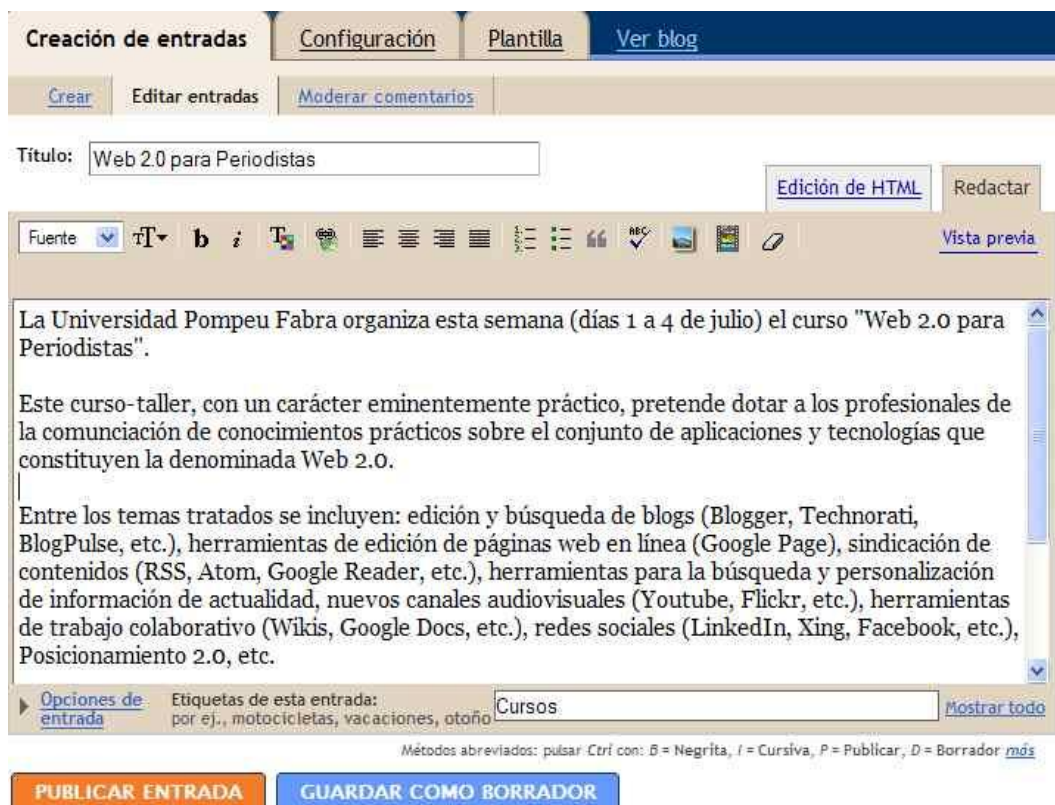 Creación de entradas Configuración Plantilla Ver blog
Crear Editar entradas Moderar comentarios
Título: Web 2.0 para Periodistas
Edición de HTML Redactar
Fuente Vista previa
La Universidad Pompeu Fabra organiza esta semana (días 1 a 4 de julio) el curso "Web 2.0 para
Periodistas".
Este curso-taller, con un carácter eminentemente práctico, pretende dotar a los profesionales de
la comunciación de conocimientos prácticos sobre el conjunto de aplicaciones y tecnologías que
constituyen la denominada Web 2.0.
Entre los temas tratados se incluyen: edición y búsqueda de blogs (Blogger, Technorati,
BlogPulse, etc.), herramientas de edición de páginas web en línea (Google Page), sindicación de
contenidos (RSS, Atom, Google Reader, etc.), herramientas para la búsqueda y personalización
de información de actualidad, nuevos canales audiovisuales (Youtube, Flickr, etc.), herramientas
de trabajo colaborativo (Wikis, Google Docs, etc.), redes sociales (LinkedIn, Xing, Facebook, etc.),
Posicionamiento 2.0, etc.
Opciones de entrada
Etiquetas de esta entrada:
por ej., motocicletas, vacaciones, otoño
Cursos
Mostrar todo
Métodos abreviados: pulsar Ctrl con: B = Negrita, I = Cursiva, P = Publicar, D = Borrador más
PUBLICAR ENTRADA GUARDAR COMO BORRADOR